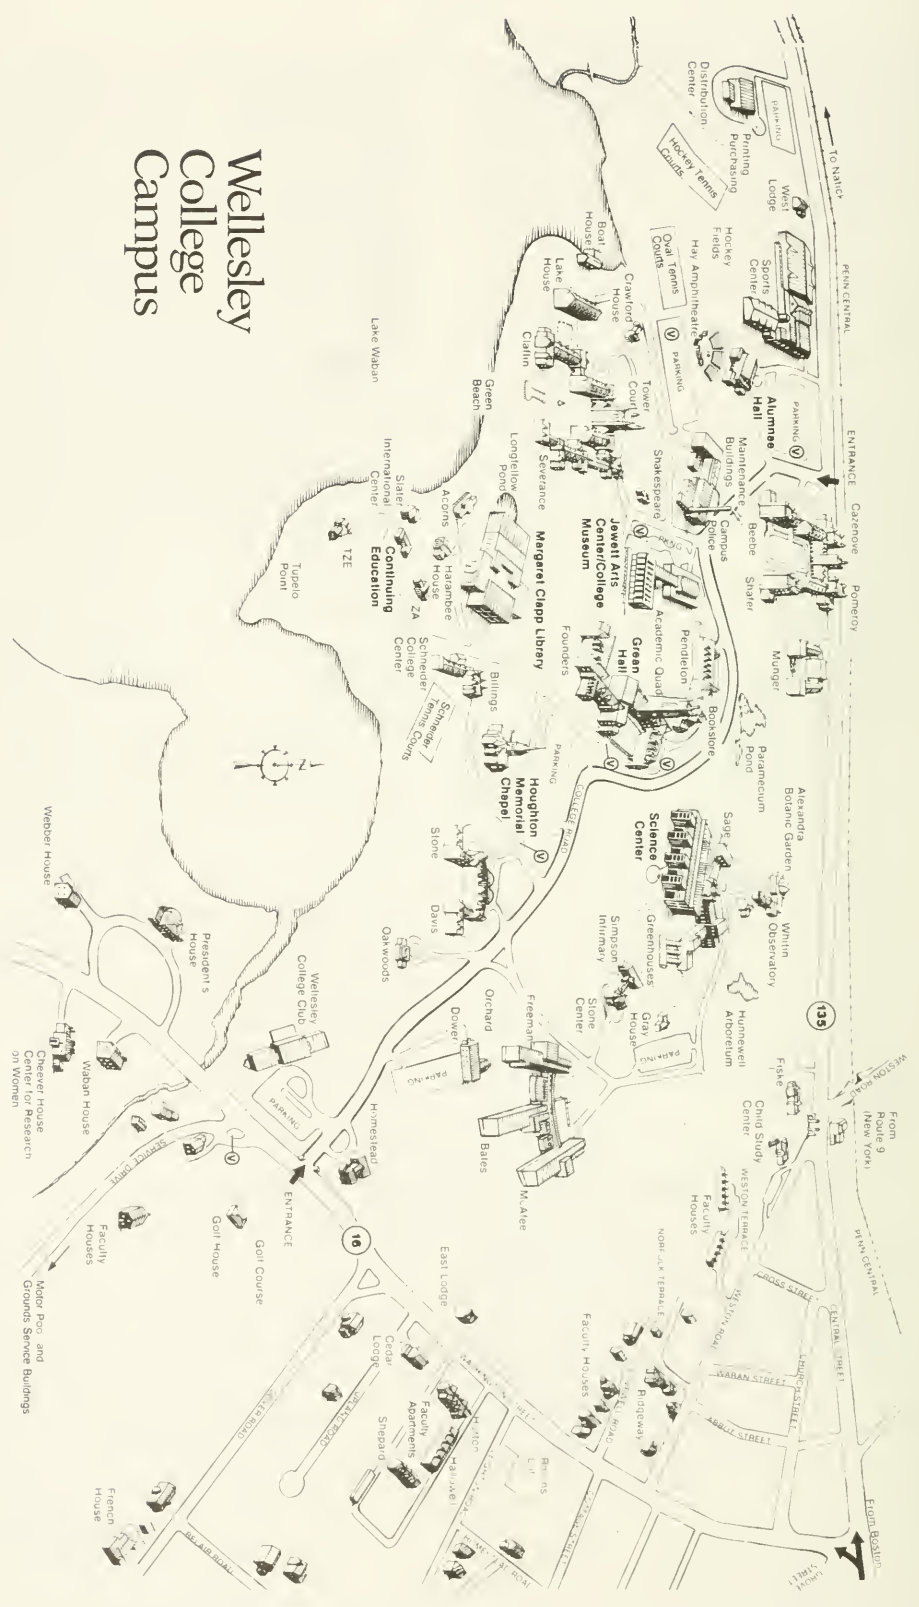 Wellesley
College
Campus
To Natick
PENN CENTRAL
ENTRANCE
Distribution
Center
PARKING
Printing
Purchasing
Hockey Tennis
Courts
West
Lodge
Hockey
Fields
Sports
Center
Hay Amphitheatre
Oval Tennis
Courts
Boat
House
Lake
House
Crawford
House
PARKING
V
Claflin
Tower
Court
Alumnae
Hall
PARKING
V
Maintenance
Buildings
Campus
Police
Cazenove
Pomeroy
Beebe
Shafer
Munger
Green
Beach
Lake Waban
Severance
Shakespeare
Longfellow
Pond
Jewett Arts
Center/College
Museum
V
PKG
V
Margaret Clapp Library
Acorns
Slater
International
Center
Harambee
House
Continuing
Education
TZE
ZA
Tupelo
Point
Founders
Green
Hall
Academic Quad
Pendleton
Bookstore
V
V
Paramecium
Pond
Schneider
College
Center
Billings
Schneider
Tennis Courts
PARKING
Houghton
Memorial
Chapel
V
COLLEGE ROAD
N
Alexandra
Botanic Garden
Sage
Science
Center
Whitin
Observatory
Greenhouses
Simpson
Infirmary
Stone
Center
Gray
House
PARKING
Hunnewell
Arboretum
135
Stone
Davis
Oakwoods
Webber House
President's
House
Wellesley
College Club
Orchard
Dower
PARKING
Freeman
Bates
McAfee
Fiske
Child Study
Center
WESTON ROAD
From
Route 9
(New York)
PENN CENTRAL
Waban House
Cheever House
Center for Research
on Women
PARKING
Homestead
SERVICE DRIVE
V
ENTRANCE
16
Faculty
Houses
Golf House
Golf Course
Motor Pool and
Grounds Service Buildings
East Lodge
Cedar
Lodge
Faculty
Apartments
Shepard
Horton
Hallowell
Faculty
Houses
WESTON TERRACE
NORFOLK TERRACE
WESTON ROAD
CROSS STREET
CENTRAL STREET
CHURCH STREET
WABAN STREET
ABBOTT STREET
Faculty Houses
Ridgeway
UPLAND ROAD
French
House
BELAIR ROAD
From Boston
GROVE
STREET